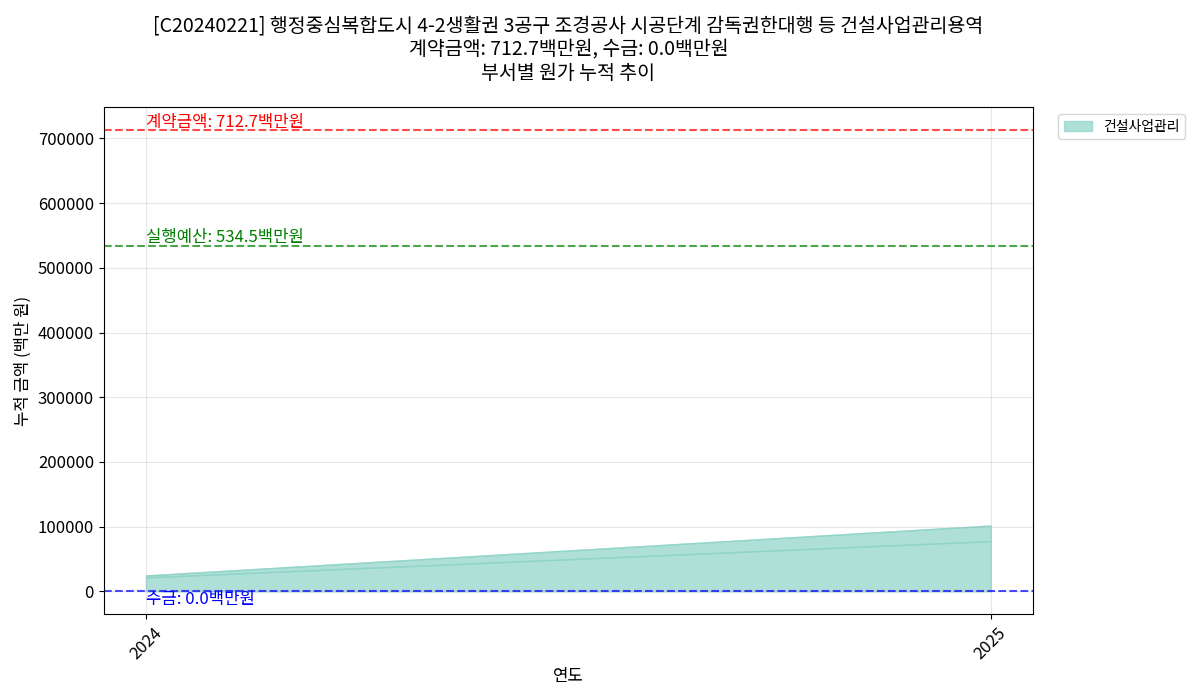 [C20240221] 행정중심복합도시 4-2생활권 3공구 조경공사 시공단계 감독권한대행 등 건설사업관리용역
계약금액: 712.7백만원, 수금: 0.0백만원
부서별 원가 누적 추이
계약금액: 712.7백만원
건설사업관리
700000
600000
실행예산: 534.5백만원
500000
400000
300000
200000
100000
0
수금: 0.0백만원
누적 금액 (백만 원)
2024
2025
연도